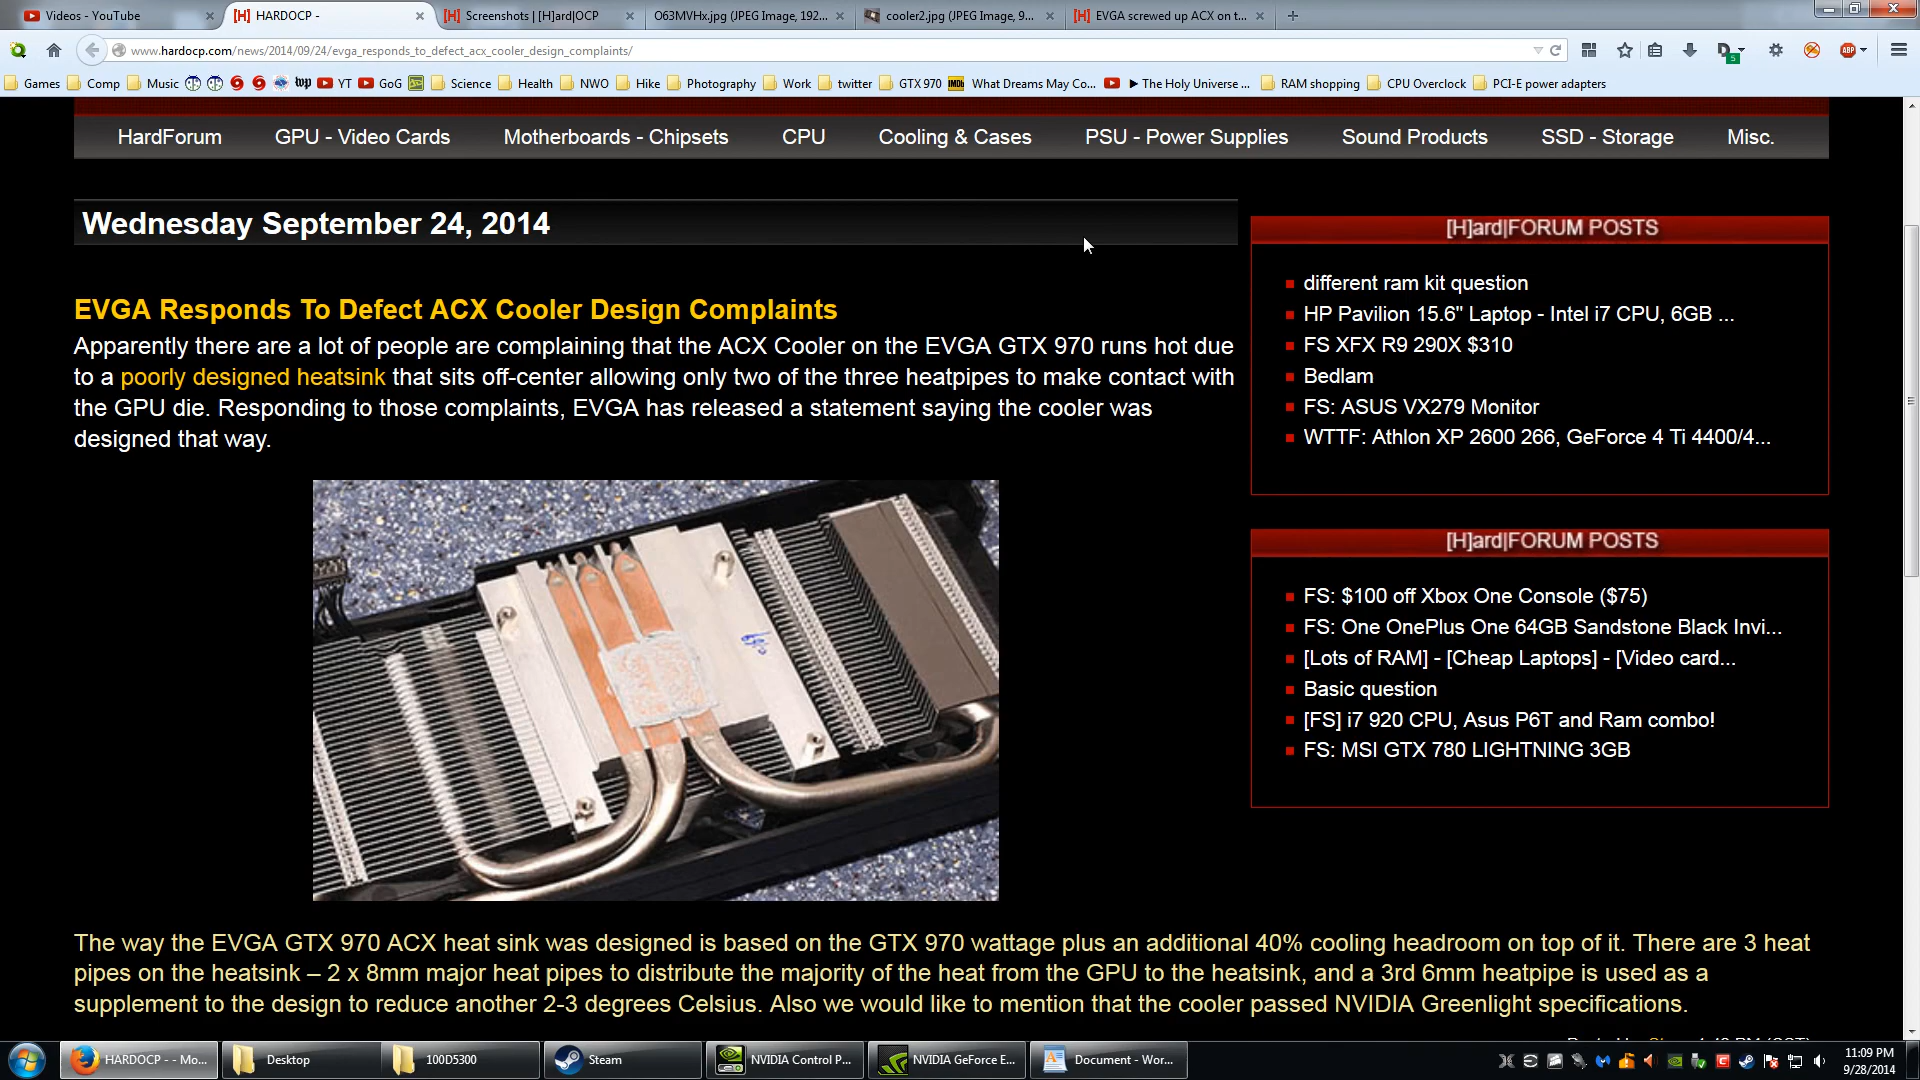 Videos - YouTube
HARDOCP -
Screenshots | [H]ard|OCP
O63MVHx.jpg (JPEG Image, 192...
cooler2.jpg (JPEG Image, 9...
EVGA screwed up ACX on t...
www.hardocp.com/news/2014/09/24/evga_responds_to_defect_acx_cooler_design_complaints/
D
5
ABP
Games
Comp
Music
wp
YT
GoG
Science
Health
NWO
Hike
Photography
Work
twitter
GTX 970
IMDb
What Dreams May Co...
► The Holy Universe ...
RAM shopping
CPU Overclock
PCI-E power adapters
HardForum
GPU - Video Cards
Motherboards - Chipsets
CPU
Cooling & Cases
PSU - Power Supplies
Sound Products
SSD - Storage
Misc.
Wednesday September 24, 2014
EVGA Responds To Defect ACX Cooler Design Complaints
Apparently there are a lot of people are complaining that the ACX Cooler on the EVGA GTX 970 runs hot due
to a poorly designed heatsink that sits off-center allowing only two of the three heatpipes to make contact with
the GPU die. Responding to those complaints, EVGA has released a statement saying the cooler was
designed that way.
The way the EVGA GTX 970 ACX heat sink was designed is based on the GTX 970 wattage plus an additional 40% cooling headroom on top of it. There are 3 heat
pipes on the heatsink – 2 x 8mm major heat pipes to distribute the majority of the heat from the GPU to the heatsink, and a 3rd 6mm heatpipe is used as a
supplement to the design to reduce another 2-3 degrees Celsius. Also we would like to mention that the cooler passed NVIDIA Greenlight specifications.
[H]ard|FORUM POSTS
different ram kit question
HP Pavilion 15.6" Laptop - Intel i7 CPU, 6GB ...
FS XFX R9 290X $310
Bedlam
FS: ASUS VX279 Monitor
WTTF: Athlon XP 2600 266, GeForce 4 Ti 4400/4...
[H]ard|FORUM POSTS
FS: $100 off Xbox One Console ($75)
FS: One OnePlus One 64GB Sandstone Black Invi...
[Lots of RAM] - [Cheap Laptops] - [Video card...
Basic question
[FS] i7 920 CPU, Asus P6T and Ram combo!
FS: MSI GTX 780 LIGHTNING 3GB
HARDOCP - - Mo...
Desktop
100D5300
Steam
NVIDIA Control P...
NVIDIA GeForce E...
Document - Wor...
11:09 PM
9/28/2014